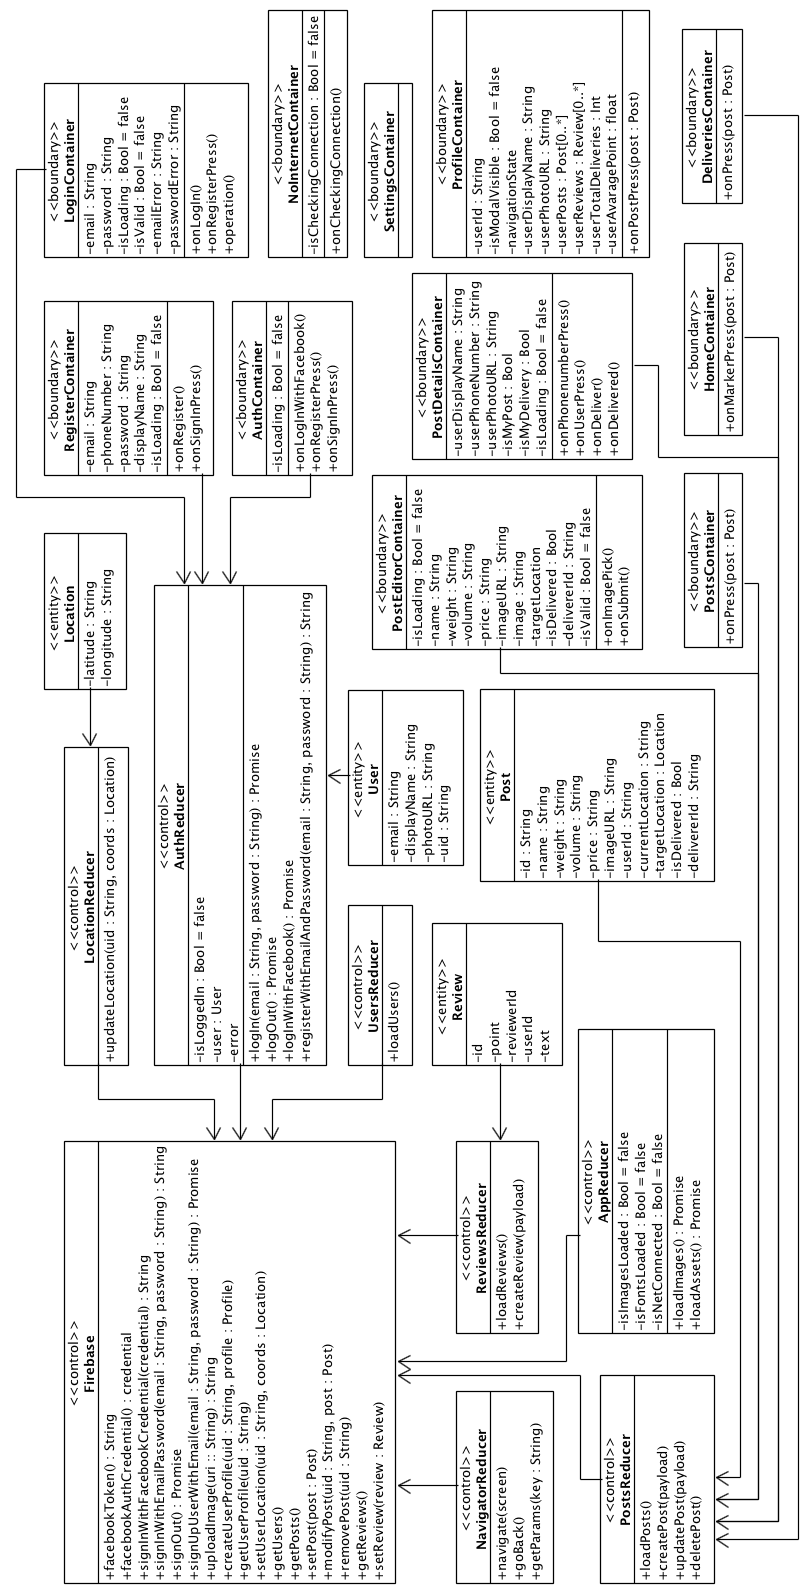 <<control>>
Firebase
+facebookToken() : String
+facebookAuthCredential() : credential
+signInWithFacebookCredential(credential) : String
+signInWithEmailPassword(email : String, password : String) : String
+signOut() : Promise
+signUpUserWithEmail(email : String, password : String) : Promise
+uploadImage(uri :: String) : String
+createUserProfile(uid : String, profile : Profile)
+getUserProfile(uid : String)
+setUserLocation(uid : String, coords : Location)
+getUsers()
+getPosts()
+setPost(post : Post)
+modifyPost(uid : String, post : Post)
+removePost(uid : String)
+getReviews()
+setReview(review : Review)
<<control>>
NavigatorReducer
+navigate(screen)
+goBack()
+getParams(key : String)
<<control>>
PostsReducer
+loadPosts()
+createPost(payload)
+updatePost(payload)
+deletePost()
<<control>>
ReviewsReducer
+loadReviews()
+createReview(payload)
<<control>>
AppReducer
-isImagesLoaded : Bool = false
-isFontsLoaded : Bool = false
-isNetConnected : Bool = false
+loadImages() : Promise
+loadAssets() : Promise
<<control>>
LocationReducer
+updateLocation(uid : String, coords : Location)
<<control>>
AuthReducer
-isLoggedIn : Bool = false
-user : User
-error
+logIn(email : String, password : String) : Promise
+logOut() : Promise
+logInWithFacebook() : Promise
+registerWithEmailAndPassword(email : String, password : String) : String
<<control>>
UsersReducer
+loadUsers()
<<entity>>
Review
-id
-point
-reviewerId
-userId
-text
<<entity>>
User
-email : String
-displayName : String
-photoURL : String
-uid : String
<<entity>>
Post
-id : String
-name : String
-weight : String
-volume : String
-price : String
-imageURL : String
-userId : String
-currentLocation : String
-targetLocation : Location
-isDelivered : Bool
-delivererId : String
<<entity>>
Location
-latitude : String
-longitude : String
<<boundary>>
PostEditorContainer
-isLoading : Bool = false
-name : String
-weight : String
-volume : String
-price : String
-imageURL : String
-image : String
-targetLocation
-isDelivered : Bool
-delivererId : String
-isValid : Bool = false
+onImagePick()
+onSubmit()
<<boundary>>
PostsContainer
+onPress(post : Post)
<<boundary>>
RegisterContainer
-email : String
-phoneNumber : String
-password : String
-displayName : String
-isLoading : Bool = false
+onRegister()
+onSignInPress()
<<boundary>>
AuthContainer
-isLoading : Bool = false
+onLogInWithFacebook()
+onRegisterPress()
+onSignInPress()
<<boundary>>
PostDetailsContainer
-userDisplayName : String
-userPhoneNumber : String
-userPhotoURL : String
-isMyPost : Bool
-isMyDelivery : Bool
-isLoading : Bool = false
+onPhonenumberPress()
+onUserPress()
+onDeliver()
+onDelivered()
<<boundary>>
HomeContainer
+onMarkerPress(post : Post)
<<boundary>>
LoginContainer
-email : String
-password : String
-isLoading : Bool = false
-isValid : Bool = false
-emailError : String
-passwordError : String
+onLogIn()
+onRegisterPress()
+operation()
<<boundary>>
NoInternetContainer
-isCheckingConnection : Bool = false
+onCheckingConnection()
<<boundary>>
SettingsContainer
<<boundary>>
ProfileContainer
-userId : String
-isModalVisible : Bool = false
-navigationState
-userDisplayName : String
-userPhotoURL : String
-userPosts : Post[0..*]
-userReviews : Review[0..*]
-userTotalDeliveries : Int
-userAvaragePoint : float
+onPostPress(post : Post)
<<boundary>>
DeliveriesContainer
+onPress(post : Post)